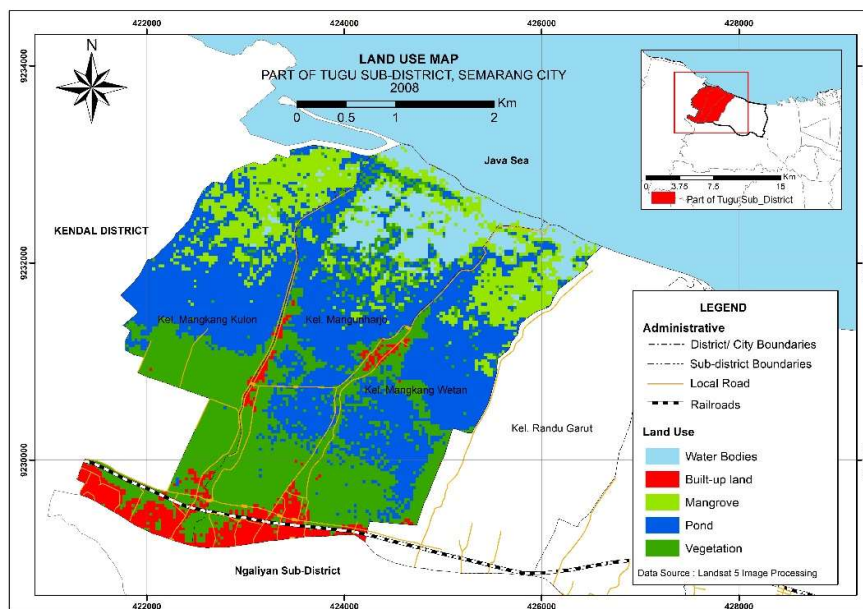 422000
424000
426000
428000
N
LAND USE MAP
PART OF TUGU SUB-DISTRICT, SEMARANG CITY
2008
Km
0 0.5 1 2
Java Sea
KENDAL DISTRICT
Kel. Mangkang Kulon
Kel. Mangunharjo
Kel. Mangkang Wetan
Kel. Randu Garut
Ngaliyan Sub-District
9234000
9232000
9230000
Km
0 3.75 7.5 15
Part of Tugu Sub_District
LEGEND
Administrative
District/ City Boundaries
Sub-district Boundaries
Local Road
Railroads
Land Use
Water Bodies
Built-up land
Mangrove
Pond
Vegetation
Data Source : Landsat 5 Image Processing
422000
424000
426000
428000